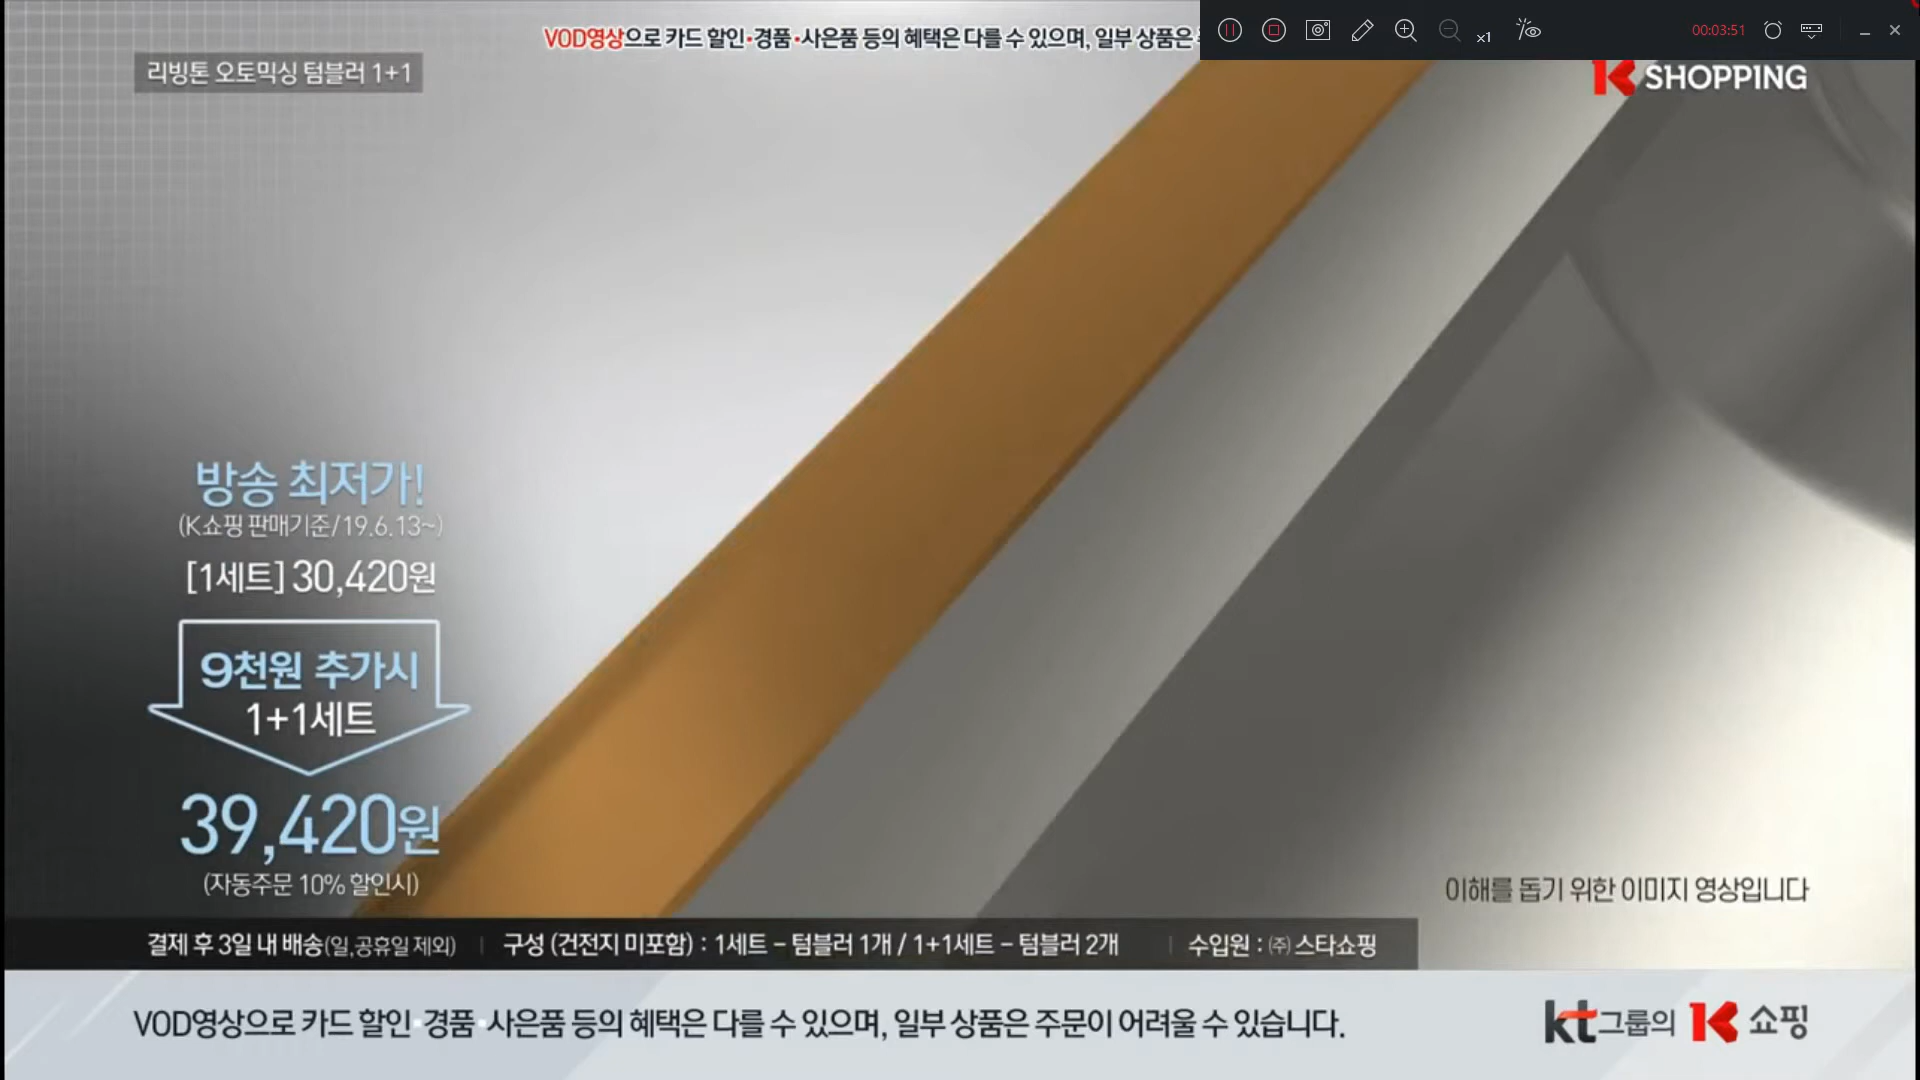 VOD영상으로 카드 할인·경품·사은품 등의 혜택은 다를 수 있으며, 일부 상품은
x1
00:03:51
리빙톤 오토믹싱 텀블러 1+1
K SHOPPING
방송 최저가!
(K쇼핑 판매기준/19.6.13~)
[1세트] 30,420원
9천원 추가시
1+1세트
39,420원
(자동주문 10% 할인시)
이해를 돕기 위한 이미지 영상입니다
결제 후 3일 내 배송(일,공휴일 제외) | 구성 (건전지 미포함) : 1세트 – 텀블러 1개 / 1+1세트 – 텀블러 2개 | 수입원 : ㈜ 스타쇼핑
VOD영상으로 카드 할인·경품·사은품 등의 혜택은 다를 수 있으며, 일부 상품은 주문이 어려울 수 있습니다.
kt그룹의 K 쇼핑